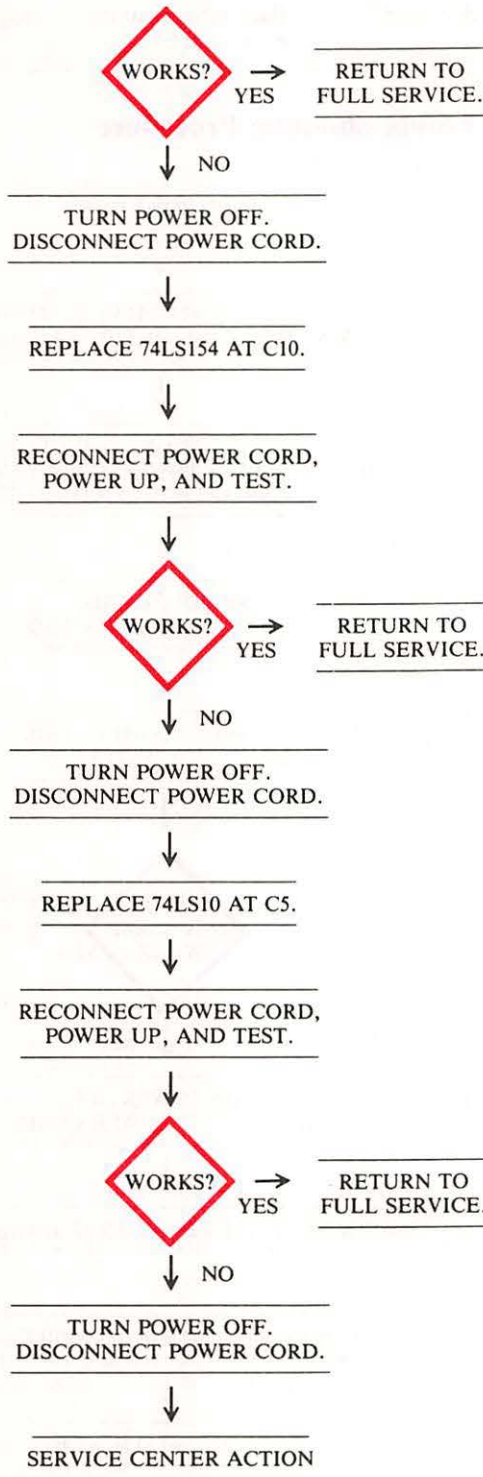 WORKS?
YES
RETURN TO
FULL SERVICE.
NO
TURN POWER OFF.
DISCONNECT POWER CORD.
REPLACE 74LS154 AT C10.
RECONNECT POWER CORD,
POWER UP, AND TEST.
WORKS?
YES
RETURN TO
FULL SERVICE.
NO
TURN POWER OFF.
DISCONNECT POWER CORD.
REPLACE 74LS10 AT C5.
RECONNECT POWER CORD,
POWER UP, AND TEST.
WORKS?
YES
RETURN TO
FULL SERVICE.
NO
TURN POWER OFF.
DISCONNECT POWER CORD.
SERVICE CENTER ACTION